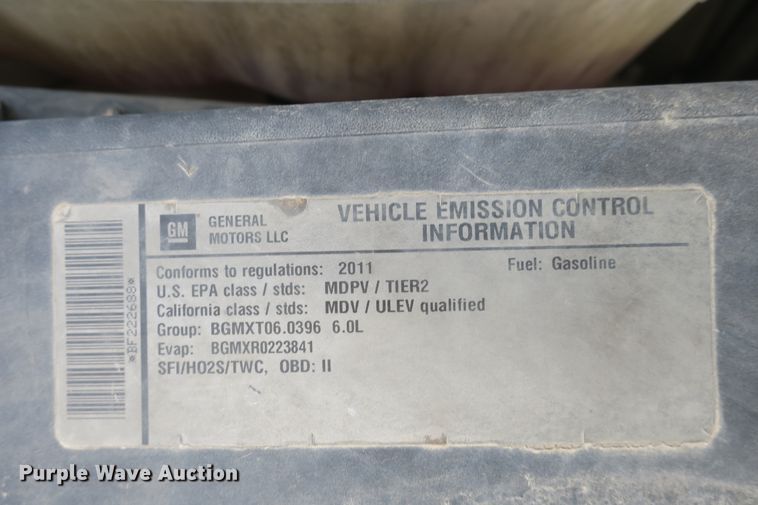 GM
GENERAL MOTORS LLC
VEHICLE EMISSION CONTROL
INFORMATION
Conforms to regulations: 2011 Fuel: Gasoline
U.S. EPA class / stds: MDPV / TIER2
California class / stds: MDV / ULEV qualified
Group: BGMXT06.0396 6.0L
Evap: BGMXR0223841
SFI/HO2S/TWC, OBD: II
*BF222688*
Purple Wave Auction